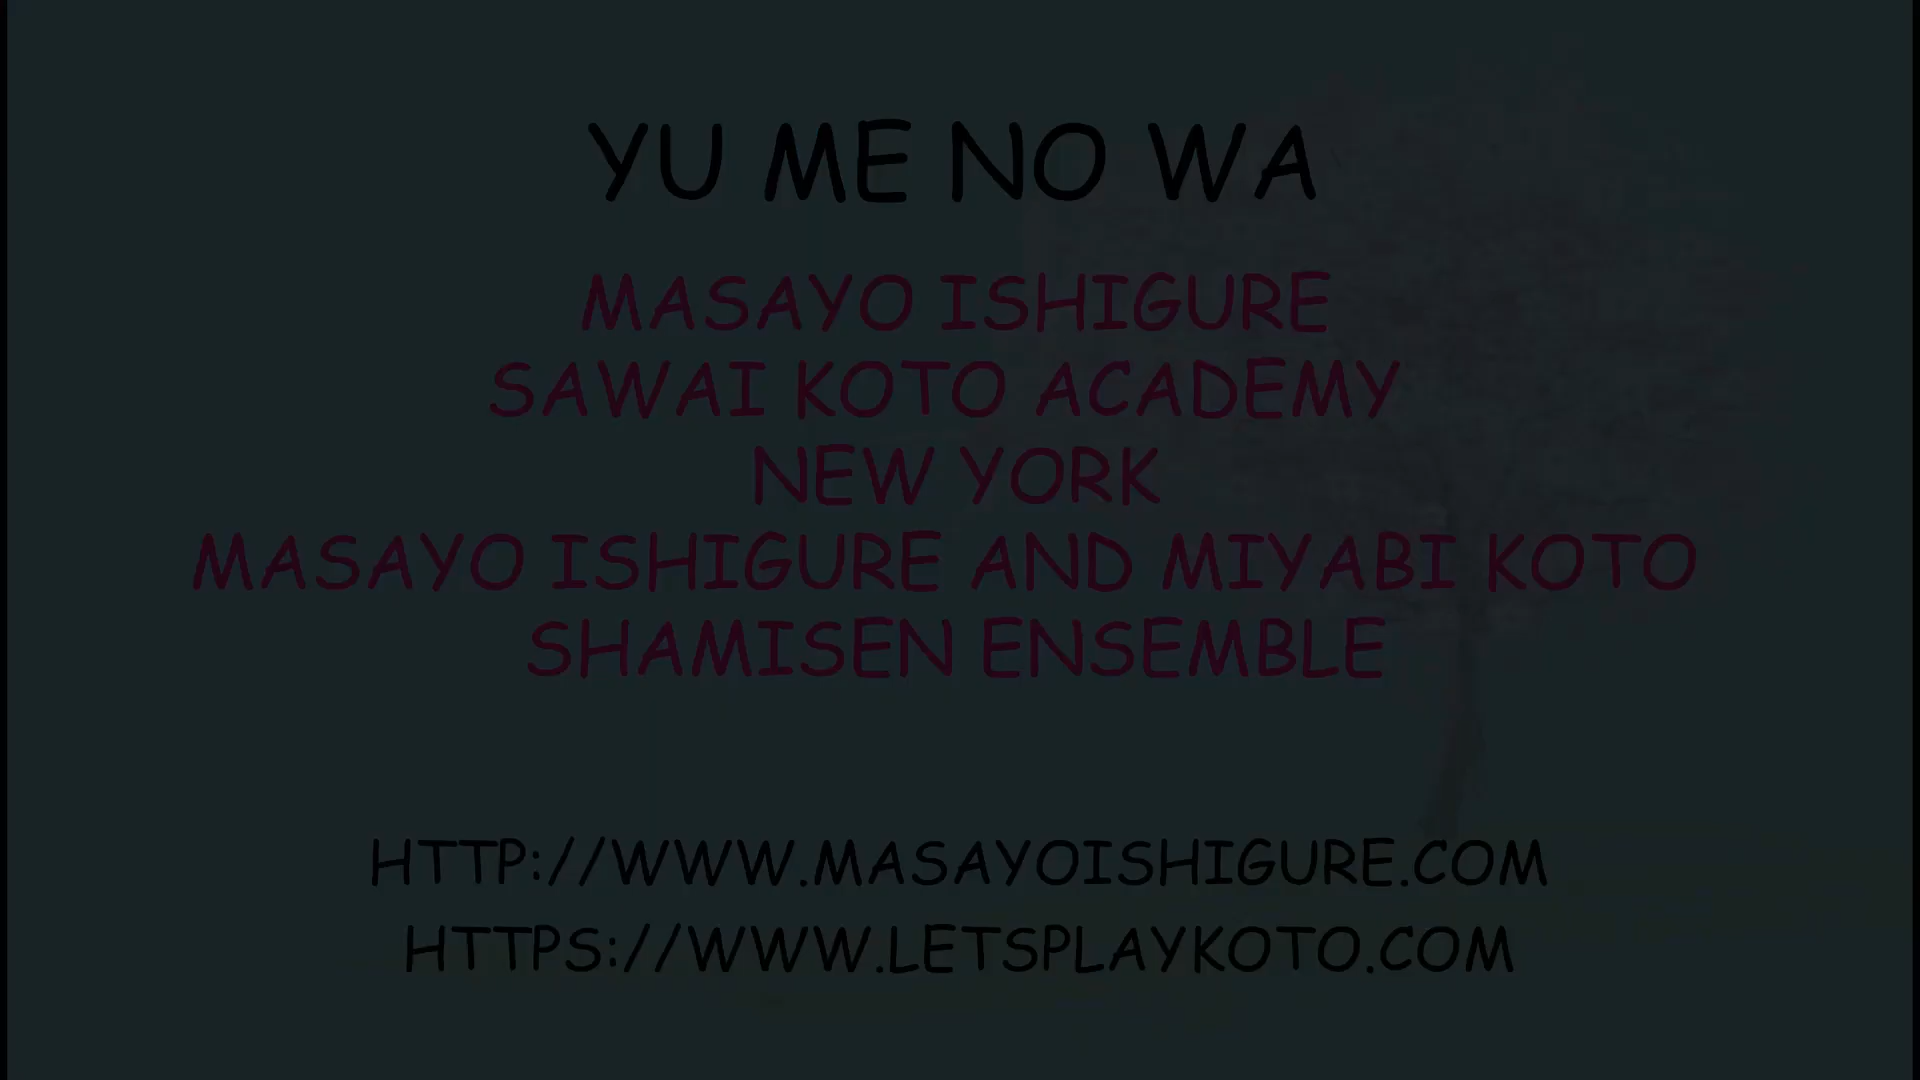 YU ME NO WA
MASAYO ISHIGURE
SAWAI KOTO ACADEMY
NEW YORK
MASAYO ISHIGURE AND MIYABI KOTO
SHAMISEN ENSEMBLE
HTTP://WWW.MASAYOISHIGURE.COM
HTTPS://WWW.LETSPLAYKOTO.COM